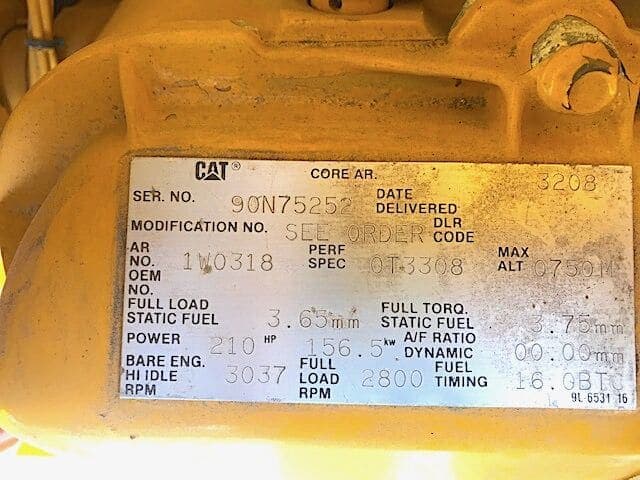 CAT® CORE AR. 3208
SER. NO. 90N75252 DATE DELIVERED
MODIFICATION NO. SEE ORDER DLR CODE
AR NO. 1W0318 PERF SPEC 0T3308 MAX ALT 0750M
OEM NO.
FULL LOAD STATIC FUEL 3.65mm FULL TORQ. STATIC FUEL 3.75mm
POWER 210 HP 156.5 kw A/F RATIO DYNAMIC 00.00mm
BARE ENG. HI IDLE RPM 3037 FULL LOAD RPM 2800 FUEL TIMING 16.0BTC
9L-6531 16